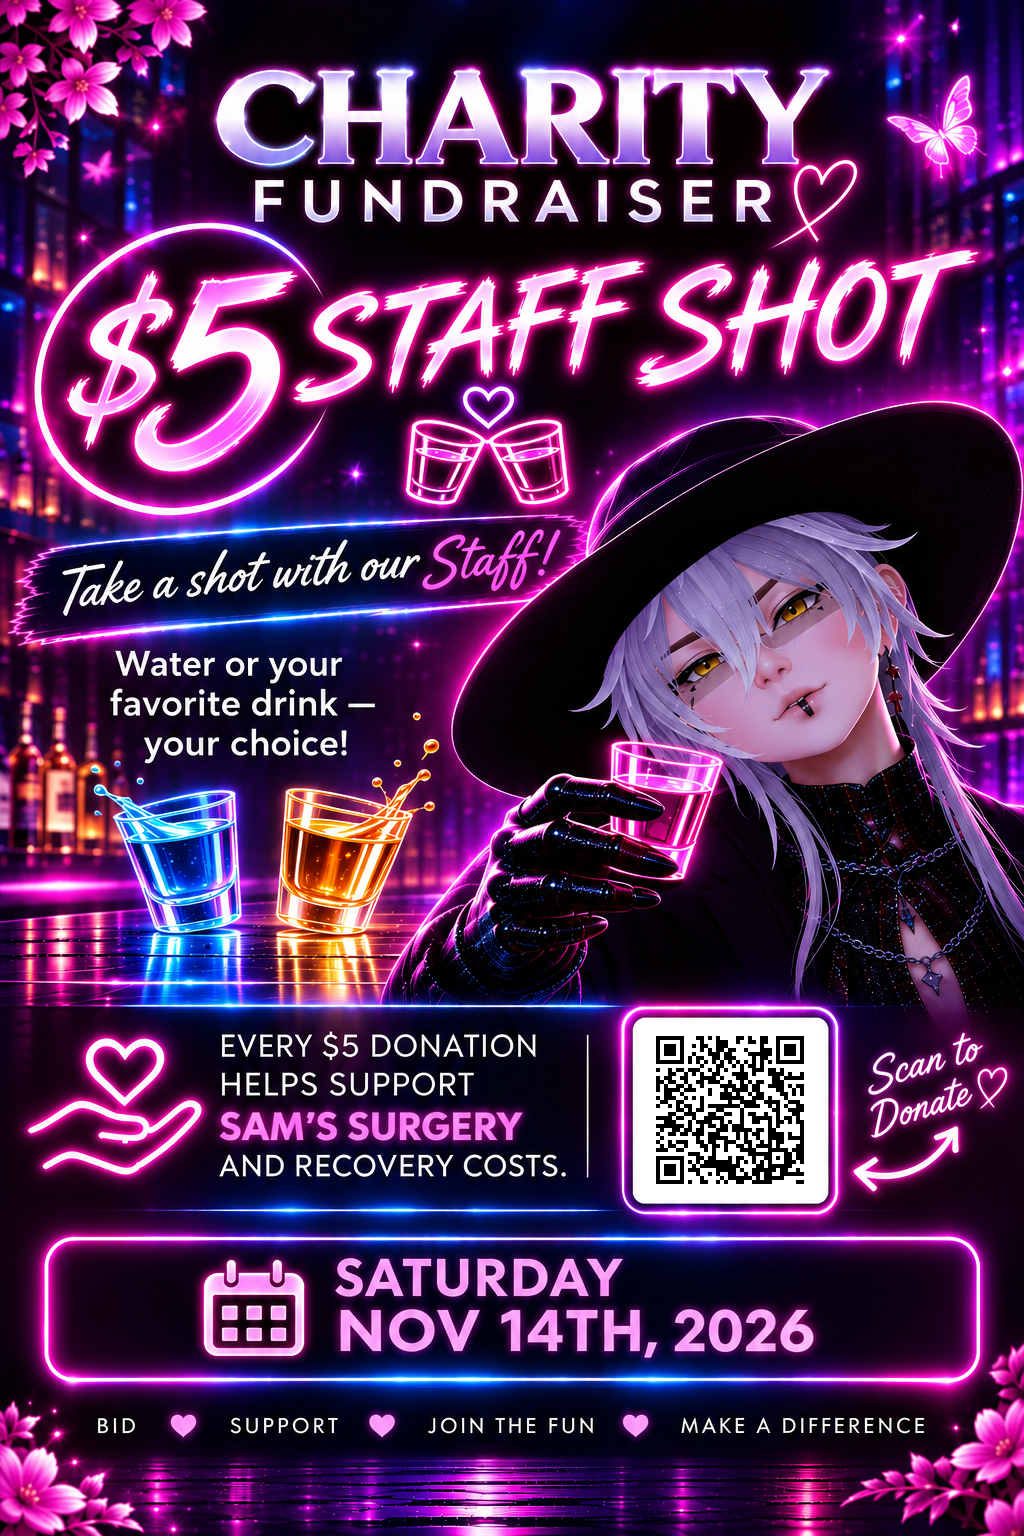 CHARITY
FUNDRAISER
$5 STAFF SHOT
Take a shot with our Staff!
Water or your
favorite drink —
your choice!
EVERY $5 DONATION
HELPS SUPPORT
SAM'S SURGERY
AND RECOVERY COSTS.
Scan to
Donate
SATURDAY
NOV 14TH, 2026
BID SUPPORT JOIN THE FUN MAKE A DIFFERENCE